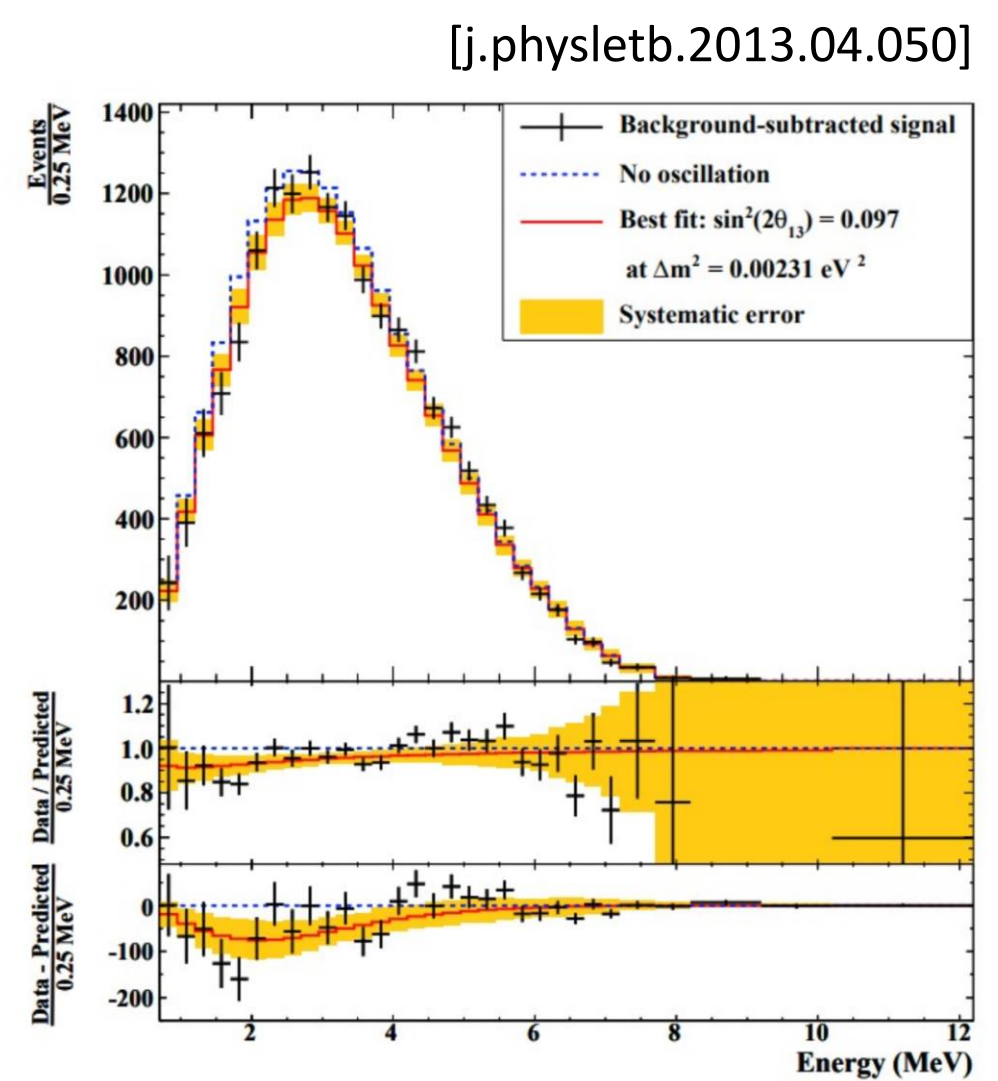 [j.physletb.2013.04.050]
Events
0.25 MeV
1400
1200
1000
800
600
400
200
Background-subtracted signal
No oscillation
Best fit: sin²(2θ₁₃) = 0.097
at Δm² = 0.00231 eV ²
Systematic error
Data / Predicted
0.25 MeV
1.2
1.0
0.8
0.6
Data - Predicted
0.25 MeV
0
-100
-200
2 4 6 8 10 12
Energy (MeV)